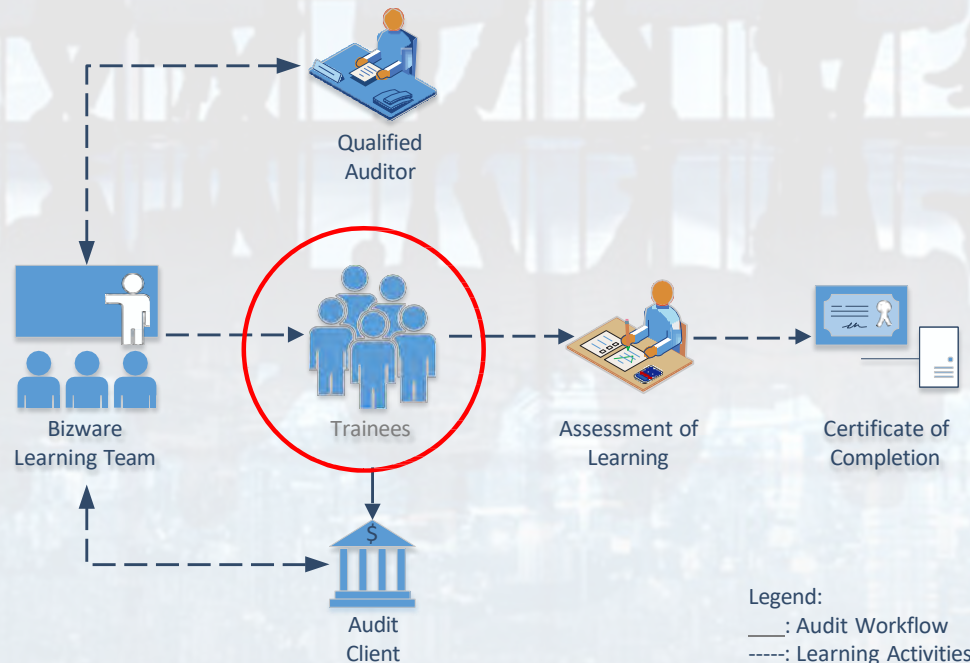 Qualified
Auditor
Bizware
Learning Team
Trainees
Assessment of
Learning
Certificate of
Completion
$
Audit
Client
Legend:
____: Audit Workflow
-----: Learning Activities